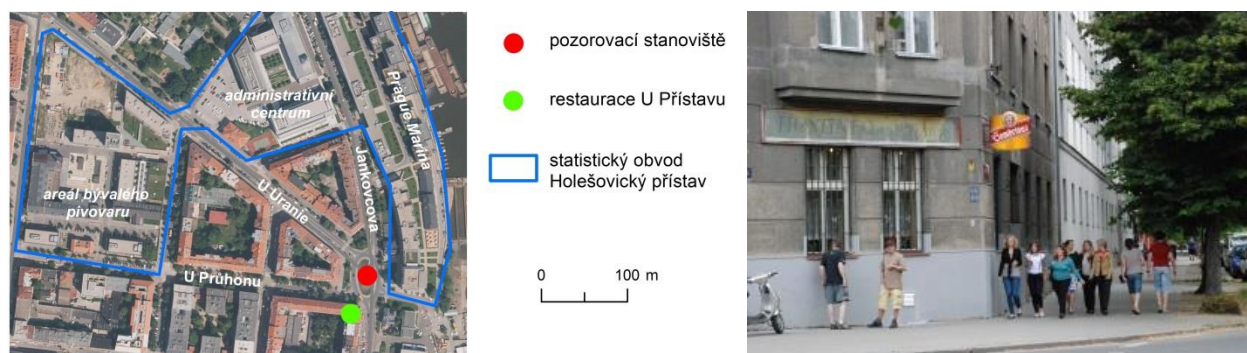 administrativní
centrum
Prague Marina
Jankovcova
areál bývalého
pivovaru
U Uranie
U Průhonu
pozorovací stanoviště
restaurace U Přístavu
statistický obvod
Holešovický přístav
0 100 m
Gambrinus